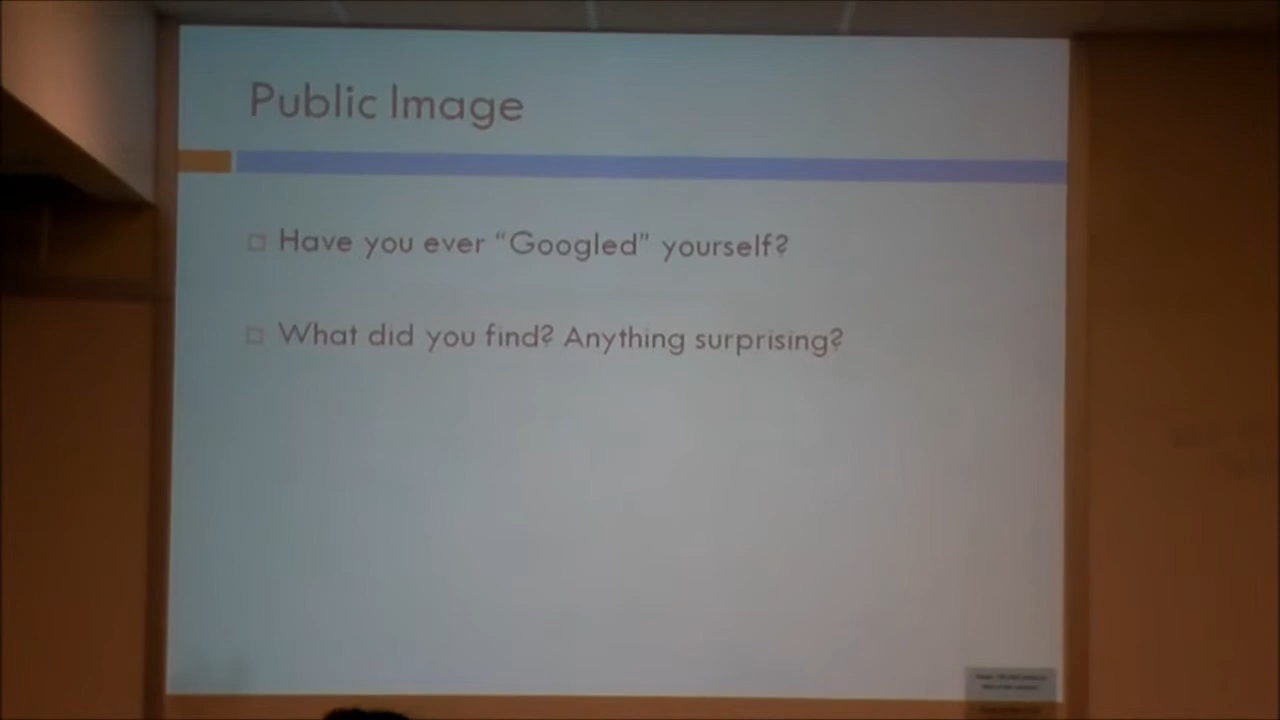 Public Image
Have you ever “Googled” yourself?
What did you find? Anything surprising?